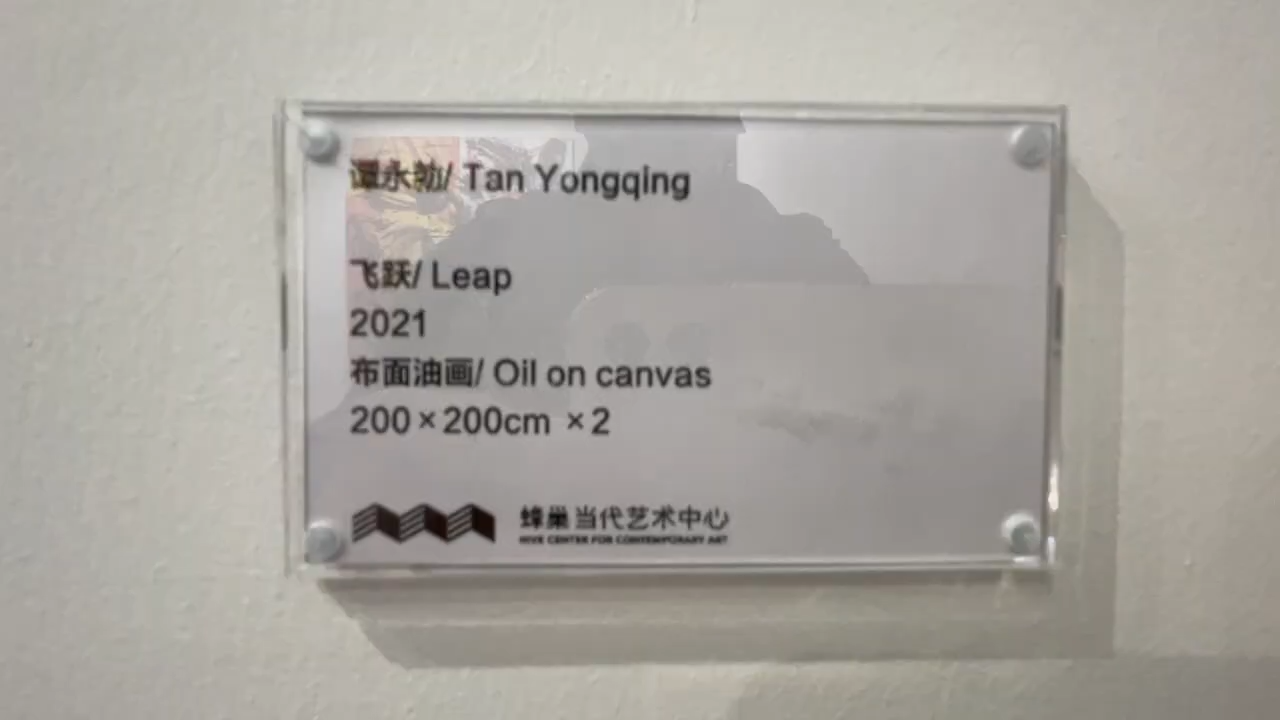 谭永勍/ Tan Yongqing
飞跃/ Leap
2021
布面油画/ Oil on canvas
200×200cm ×2
蜂巢当代艺术中心
HIVE CENTER FOR CONTEMPORARY ART